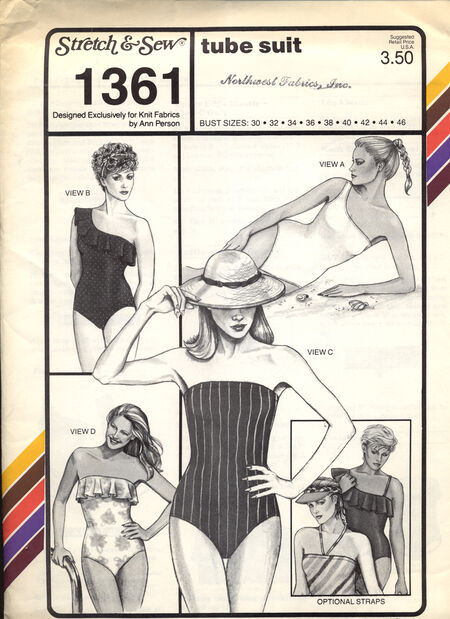 Stretch & Sew®
1361
Designed Exclusively for Knit Fabrics
by Ann Person
tube suit
Suggested
Retail Price
U.S.A.
3.50
Northwest Fabrics, Inc.
BUST SIZES: 30 • 32 • 34 • 36 • 38 • 40 • 42 • 44 • 46
VIEW A
VIEW B
VIEW C
VIEW D
OPTIONAL STRAPS